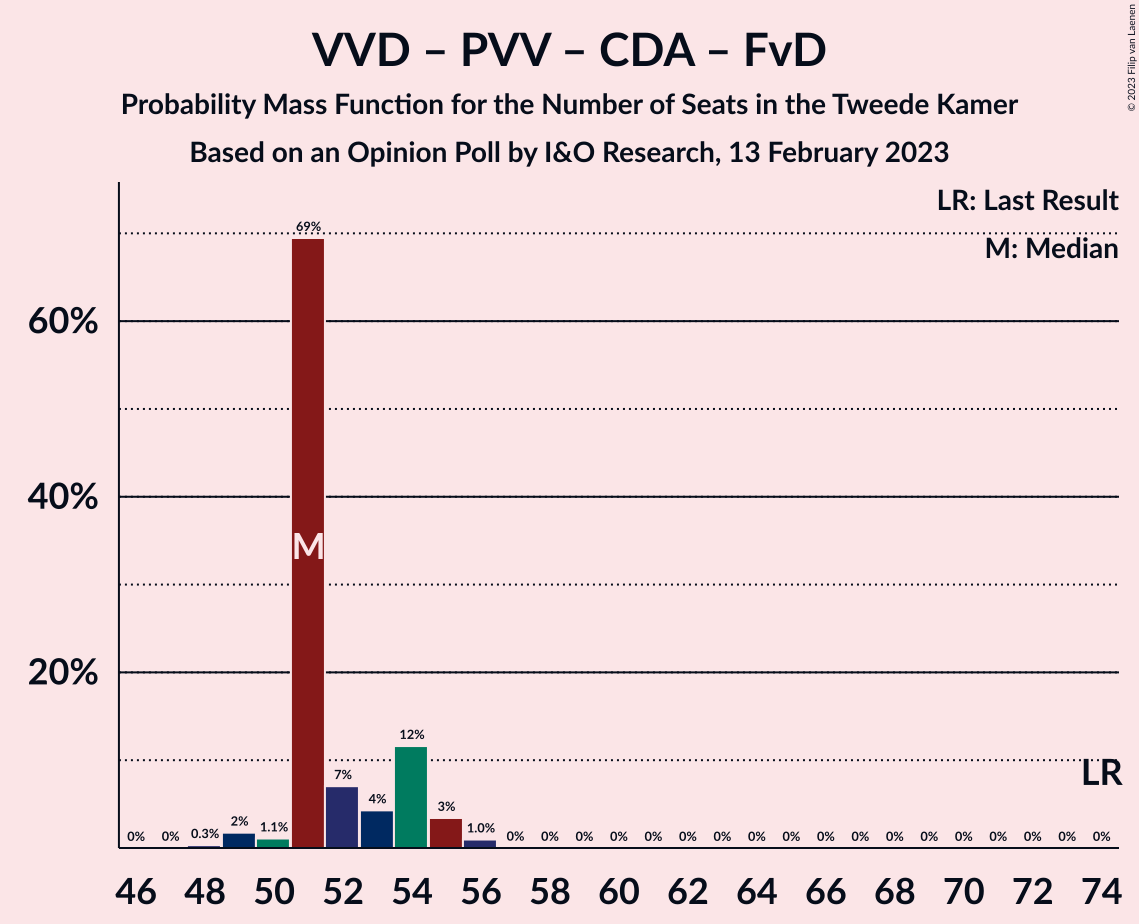 VVD – PVV – CDA – FvD
Probability Mass Function for the Number of Seats in the Tweede Kamer
Based on an Opinion Poll by I&O Research, 13 February 2023
© 2023 Filip van Laenen
LR: Last Result
M: Median
60%
40%
20%
69%
M
12%
7%
4%
3%
2%
1.1%
1.0%
0.3%
LR
0% 0% 0% 0% 0% 0% 0% 0% 0% 0% 0% 0% 0% 0% 0% 0% 0% 0% 0% 0%
46 48 50 52 54 56 58 60 62 64 66 68 70 72 74